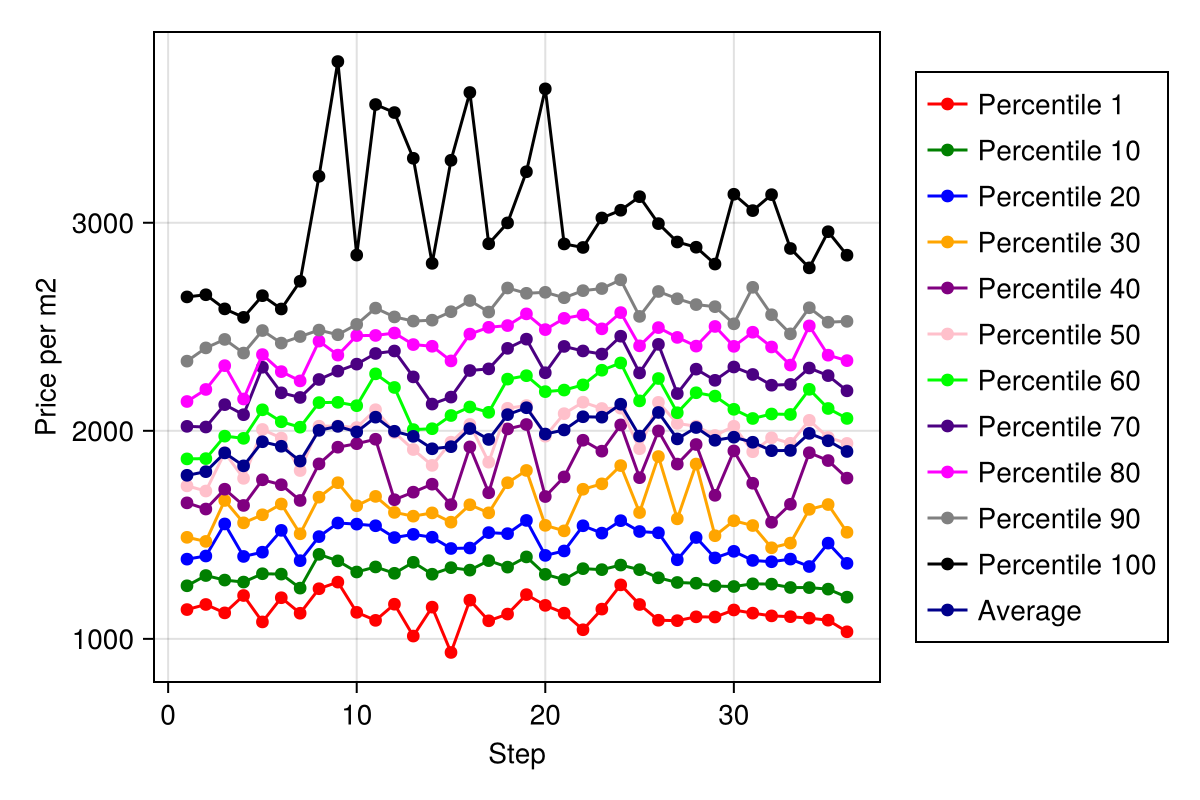 Price per m2
3000
2000
1000
0 10 20 30
Step
Percentile 1
Percentile 10
Percentile 20
Percentile 30
Percentile 40
Percentile 50
Percentile 60
Percentile 70
Percentile 80
Percentile 90
Percentile 100
Average